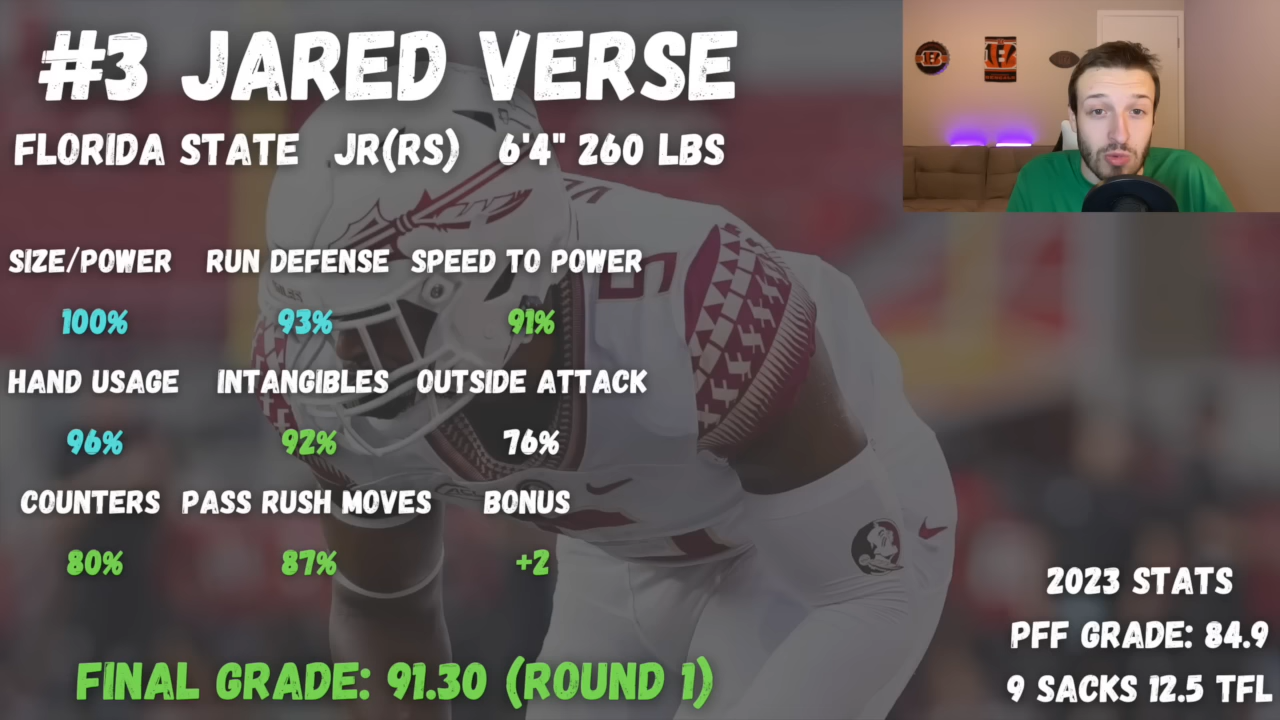 #3 JARED VERSE
FLORIDA STATE JR(RS) 6'4" 260 LBS
SIZE/POWER RUN DEFENSE SPEED TO POWER
100% 93% 91%
HAND USAGE INTANGIBLES OUTSIDE ATTACK
96% 92% 76%
COUNTERS PASS RUSH MOVES BONUS
80% 87% +2
FINAL GRADE: 91.30 (ROUND 1)
2023 STATS
PFF GRADE: 84.9
9 SACKS 12.5 TFL